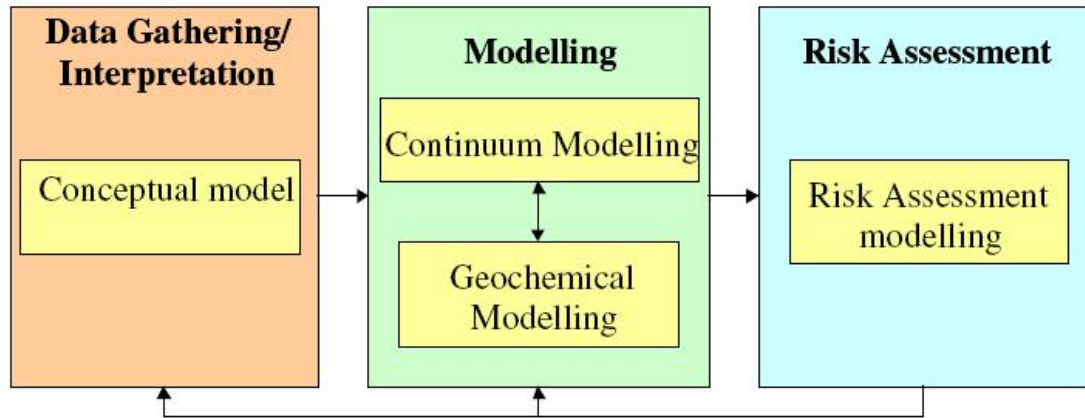 Data Gathering/
Interpretation
Conceptual model
Modelling
Continuum Modelling
Geochemical
Modelling
Risk Assessment
Risk Assessment
modelling